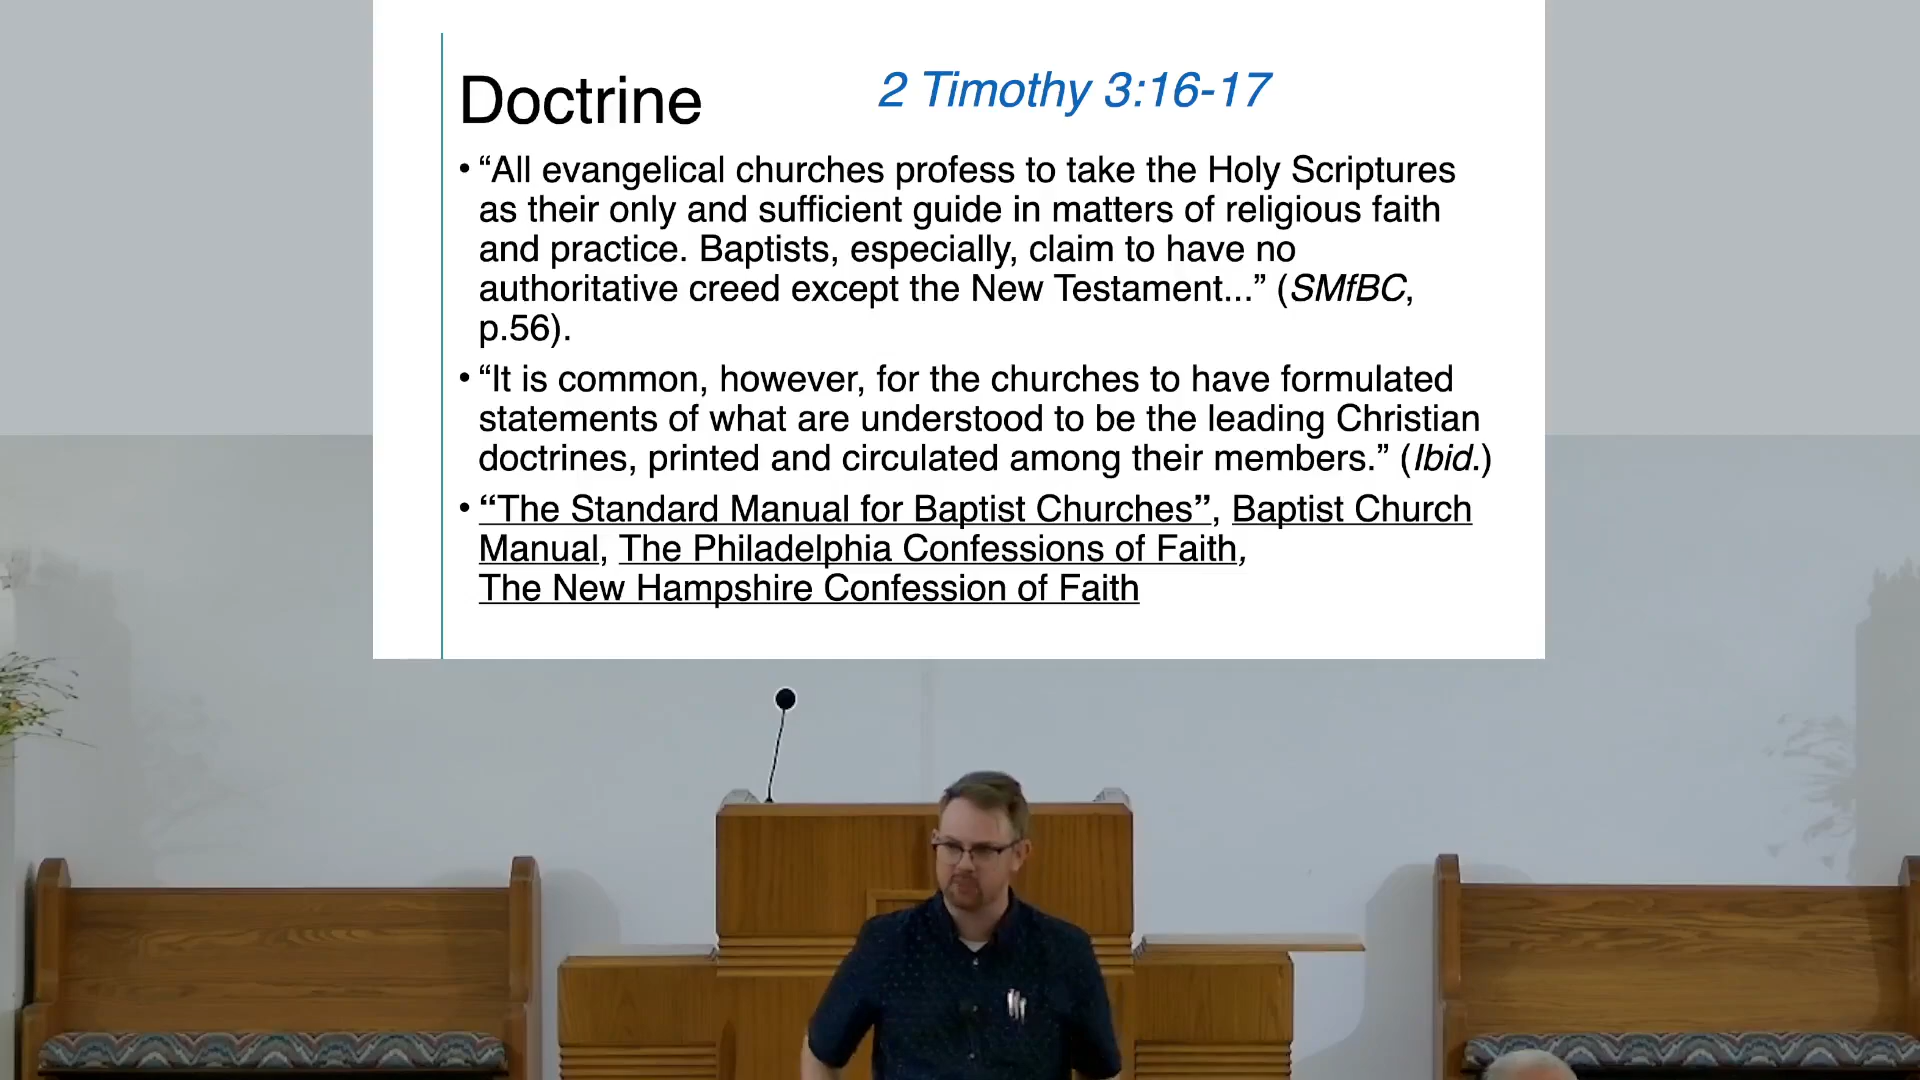 Doctrine
2 Timothy 3:16-17
• “All evangelical churches profess to take the Holy Scriptures
as their only and sufficient guide in matters of religious faith
and practice. Baptists, especially, claim to have no
authoritative creed except the New Testament...” (SMfBC,
p.56).
• “It is common, however, for the churches to have formulated
statements of what are understood to be the leading Christian
doctrines, printed and circulated among their members.” (Ibid.)
• “The Standard Manual for Baptist Churches”, Baptist Church
Manual, The Philadelphia Confessions of Faith,
The New Hampshire Confession of Faith